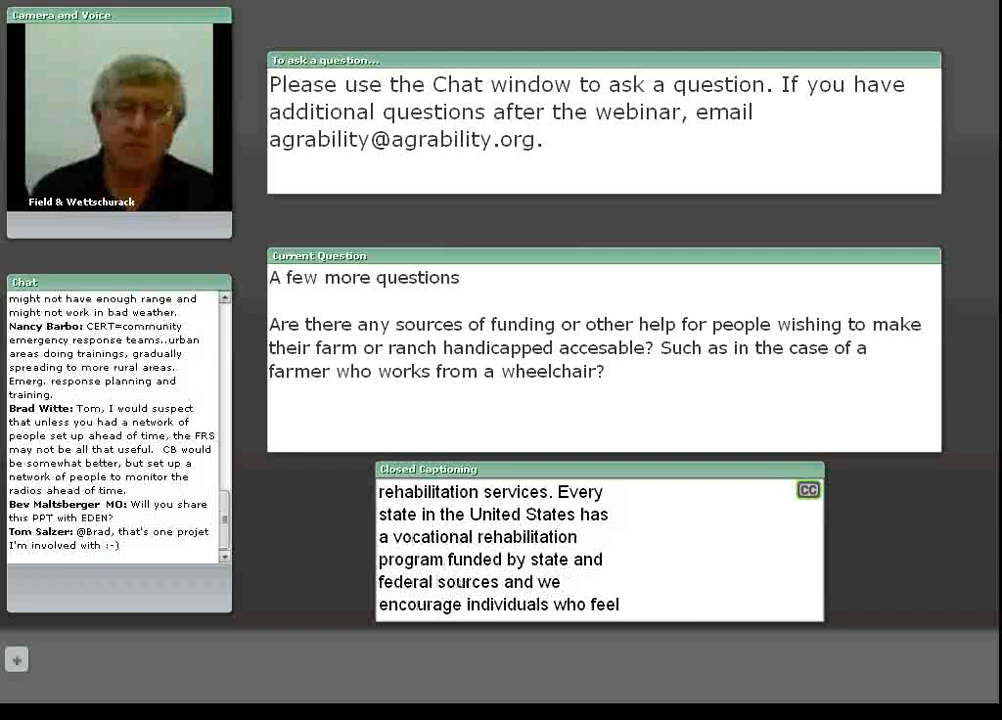 Camera and Voice
Field & Wettschurack
To ask a question...
Please use the Chat window to ask a question. If you have
additional questions after the webinar, email
agrability@agrability.org.
Current Question
A few more questions
Are there any sources of funding or other help for people wishing to make
their farm or ranch handicapped accesable? Such as in the case of a
farmer who works from a wheelchair?
Chat
might not have enough range and
might not work in bad weather.
Nancy Barbo: CERT=community
emergency response teams..urban
areas doing trainings, gradually
spreading to more rural areas.
Emerg. response planning and
training.
Brad Witte: Tom, I would suspect
that unless you had a network of
people set up ahead of time, the FRS
may not be all that useful.  CB would
be somewhat better, but set up a
network of people to monitor the
radios ahead of time.
Bev Maltsberger MO: Will you share
this PPT with EDEN?
Tom Salzer: @Brad, that's one projet
I'm involved with :-)
Closed Captioning
CC
rehabilitation services. Every
state in the United States has
a vocational rehabilitation
program funded by state and
federal sources and we
encourage individuals who feel